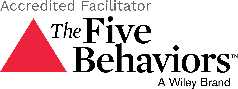 Accredited Facilitator
The Five
Behaviors™
A Wiley Brand